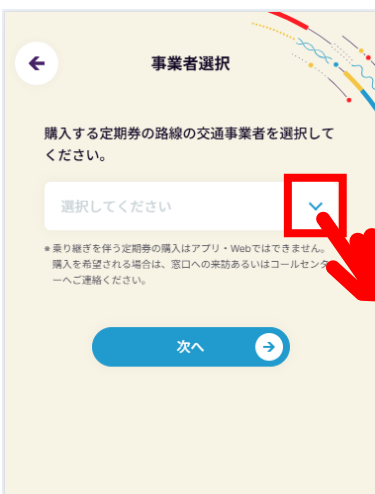 事業者選択
購入する定期券の路線の交通事業者を選択して
ください。
選択してください
*乗り継ぎを伴う定期券の購入はアプリ・Webではできません。
購入を希望される場合は、窓口への来訪あるいはコールセンタ
ーへご連絡ください。
次へ